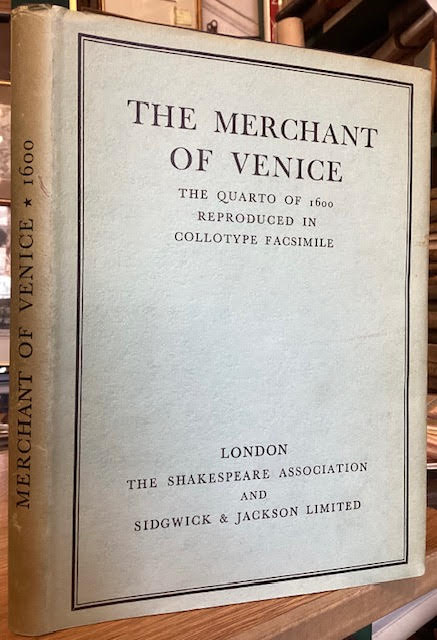 MERCHANT OF VENICE ★ 1600
THE MERCHANT
OF VENICE
THE QUARTO OF 1600
REPRODUCED IN
COLLOTYPE FACSIMILE
LONDON
THE SHAKESPEARE ASSOCIATION
AND
SIDGWICK & JACKSON LIMITED